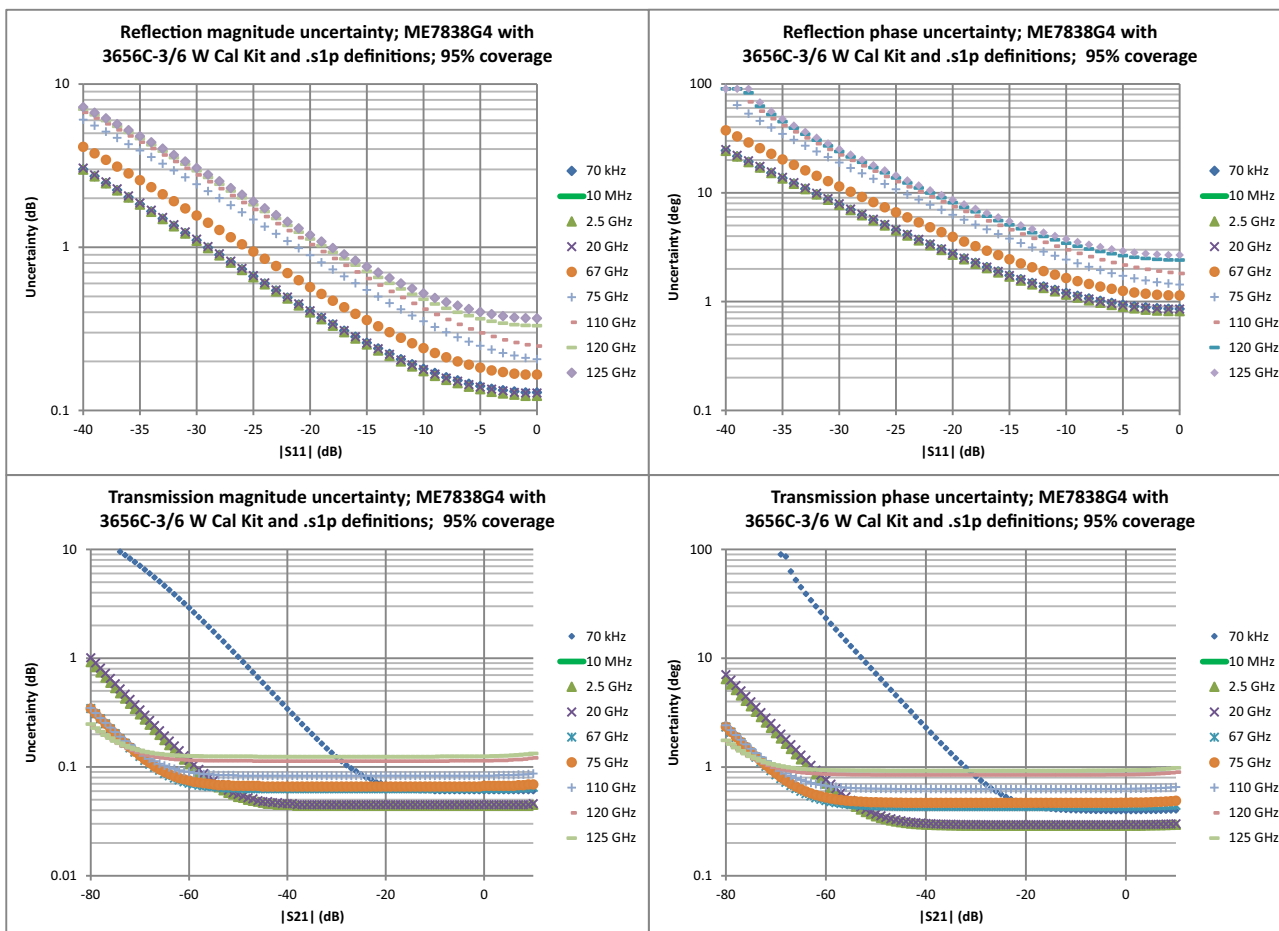 Reflection magnitude uncertainty; ME7838G4 with
3656C-3/6 W Cal Kit and .s1p definitions; 95% coverage
10
1
0.1
Uncertainty (dB)
-40 -35 -30 -25 -20 -15 -10 -5 0
|S11| (dB)
70 kHz
10 MHz
2.5 GHz
20 GHz
67 GHz
75 GHz
110 GHz
120 GHz
125 GHz
Reflection phase uncertainty; ME7838G4 with
3656C-3/6 W Cal Kit and .s1p definitions; 95% coverage
100
10
1
0.1
Uncertainty (deg)
-40 -35 -30 -25 -20 -15 -10 -5 0
|S11| (dB)
70 kHz
10 MHz
2.5 GHz
20 GHz
67 GHz
75 GHz
110 GHz
120 GHz
125 GHz
Transmission magnitude uncertainty; ME7838G4 with
3656C-3/6 W Cal Kit and .s1p definitions; 95% coverage
10
1
0.1
0.01
Uncertainty (dB)
-80 -60 -40 -20 0
|S21| (dB)
70 kHz
10 MHz
2.5 GHz
20 GHz
67 GHz
75 GHz
110 GHz
120 GHz
125 GHz
Transmission phase uncertainty; ME7838G4 with
3656C-3/6 W Cal Kit and .s1p definitions; 95% coverage
100
10
1
0.1
Uncertainty (deg)
-80 -60 -40 -20 0
|S21| (dB)
70 kHz
10 MHz
2.5 GHz
20 GHz
67 GHz
75 GHz
110 GHz
120 GHz
125 GHz